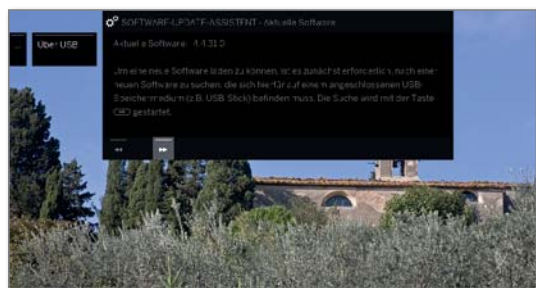 SOFTWARE-UPDATE-ASSISTENT - Aktuelle Software
Über USB
Aktuelle Software: 4.4.31.0
Um eine neue Software laden zu können, ist es zunächst erforderlich, nach einer
neuen Software zu suchen, die sich hierfür auf einem angeschlossenen USB-
Speichermedium (z.B. USB-Stick) befinden muss. Die Suche wird mit der Taste
gestartet.